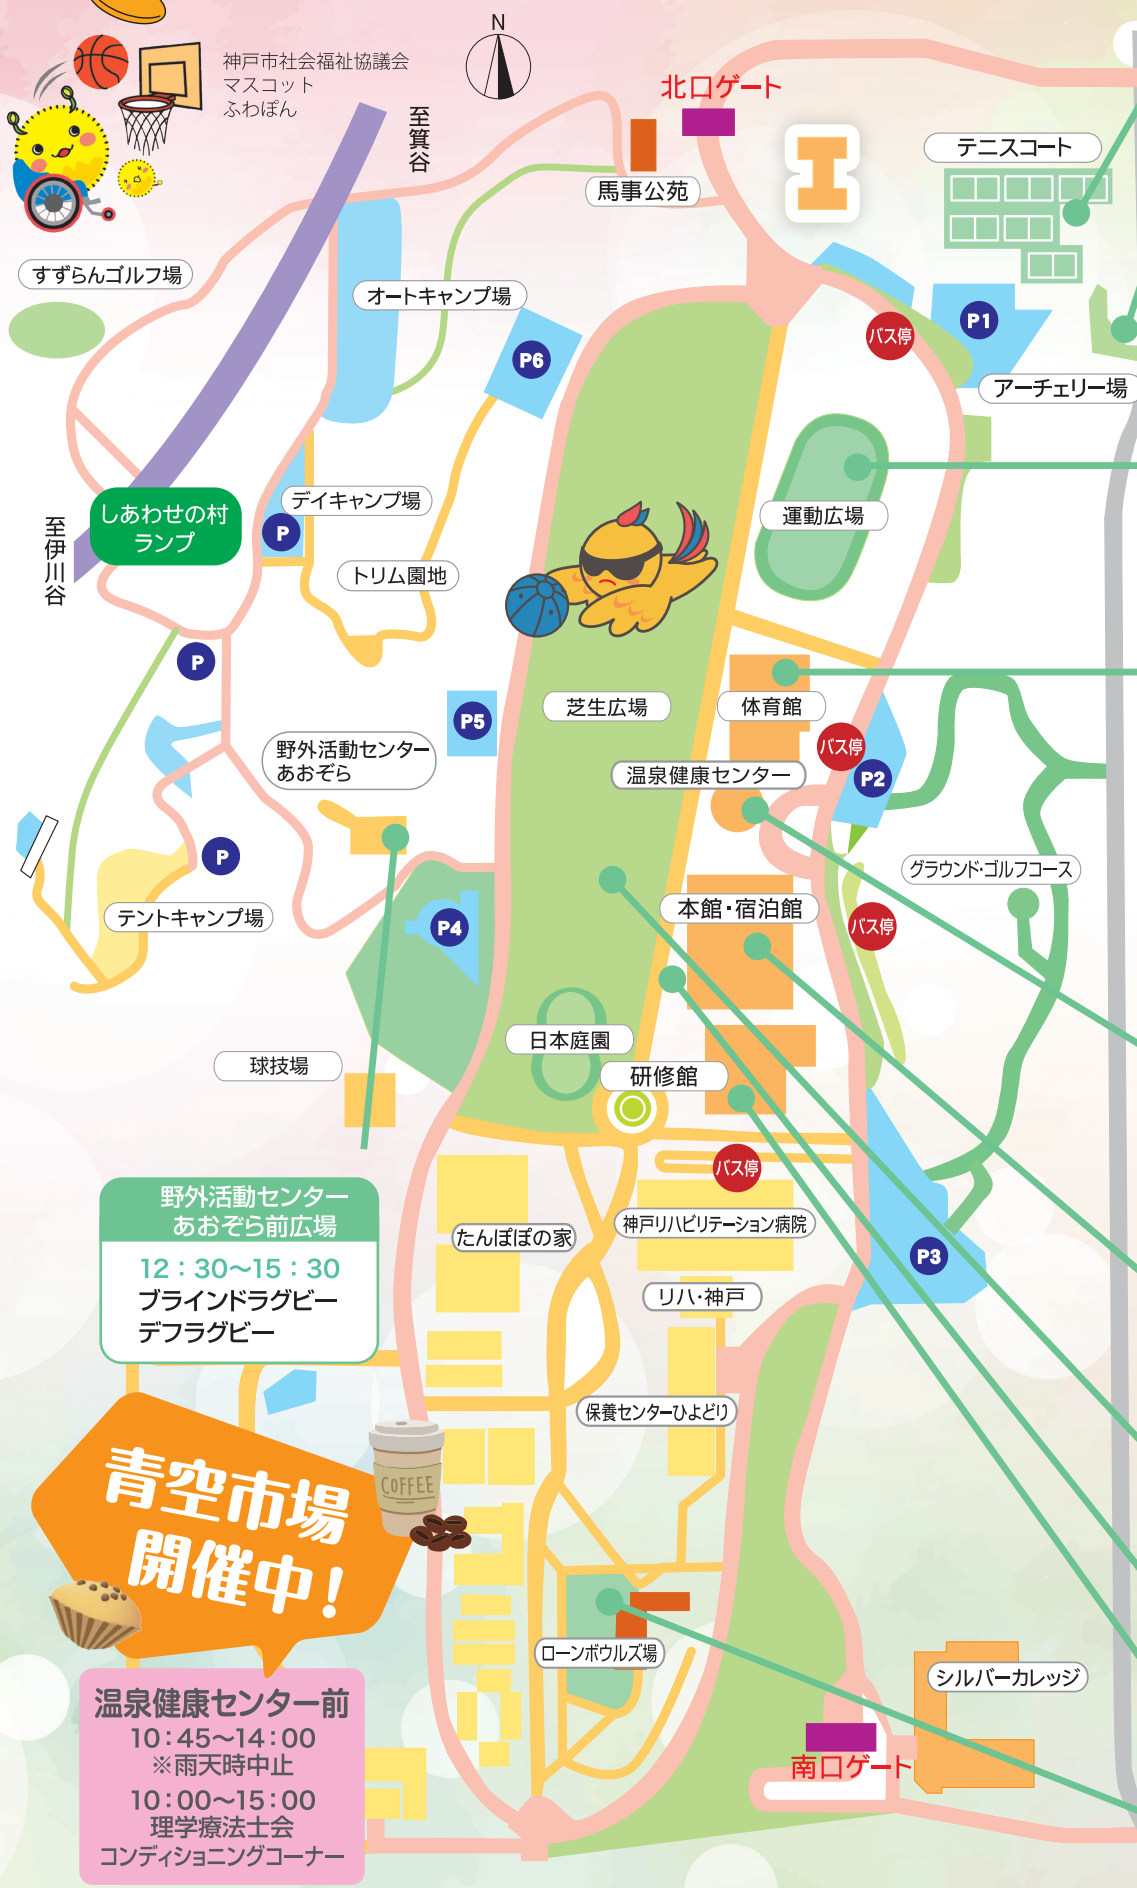 N
神戸市社会福祉協議会
マスコット
ふわぽん
至箕谷
北口ゲート
馬事公苑
テニスコート
すずらんゴルフ場
オートキャンプ場
P6
バス停
P1
アーチェリー場
しあわせの村
ランプ
至伊川谷
デイキャンプ場
P
トリム園地
運動広場
P
P5
芝生広場
体育館
野外活動センター
あおぞら
バス停
温泉健康センター
P2
P
グラウンド・ゴルフコース
テントキャンプ場
P4
本館・宿泊館
バス停
日本庭園
球技場
研修館
バス停
野外活動センター
あおぞら前広場
12：30～15：30
ブラインドラグビー
デフラグビー
たんぽぽの家
神戸リハビリテーション病院
P3
リハ・神戸
保養センターひよどり
青空市場
開催中！
COFFEE
ローンボウルズ場
シルバーカレッジ
南口ゲート
温泉健康センター前
10：45～14：00
※雨天時中止
10：00～15：00
理学療法士会
コンディショニングコーナー